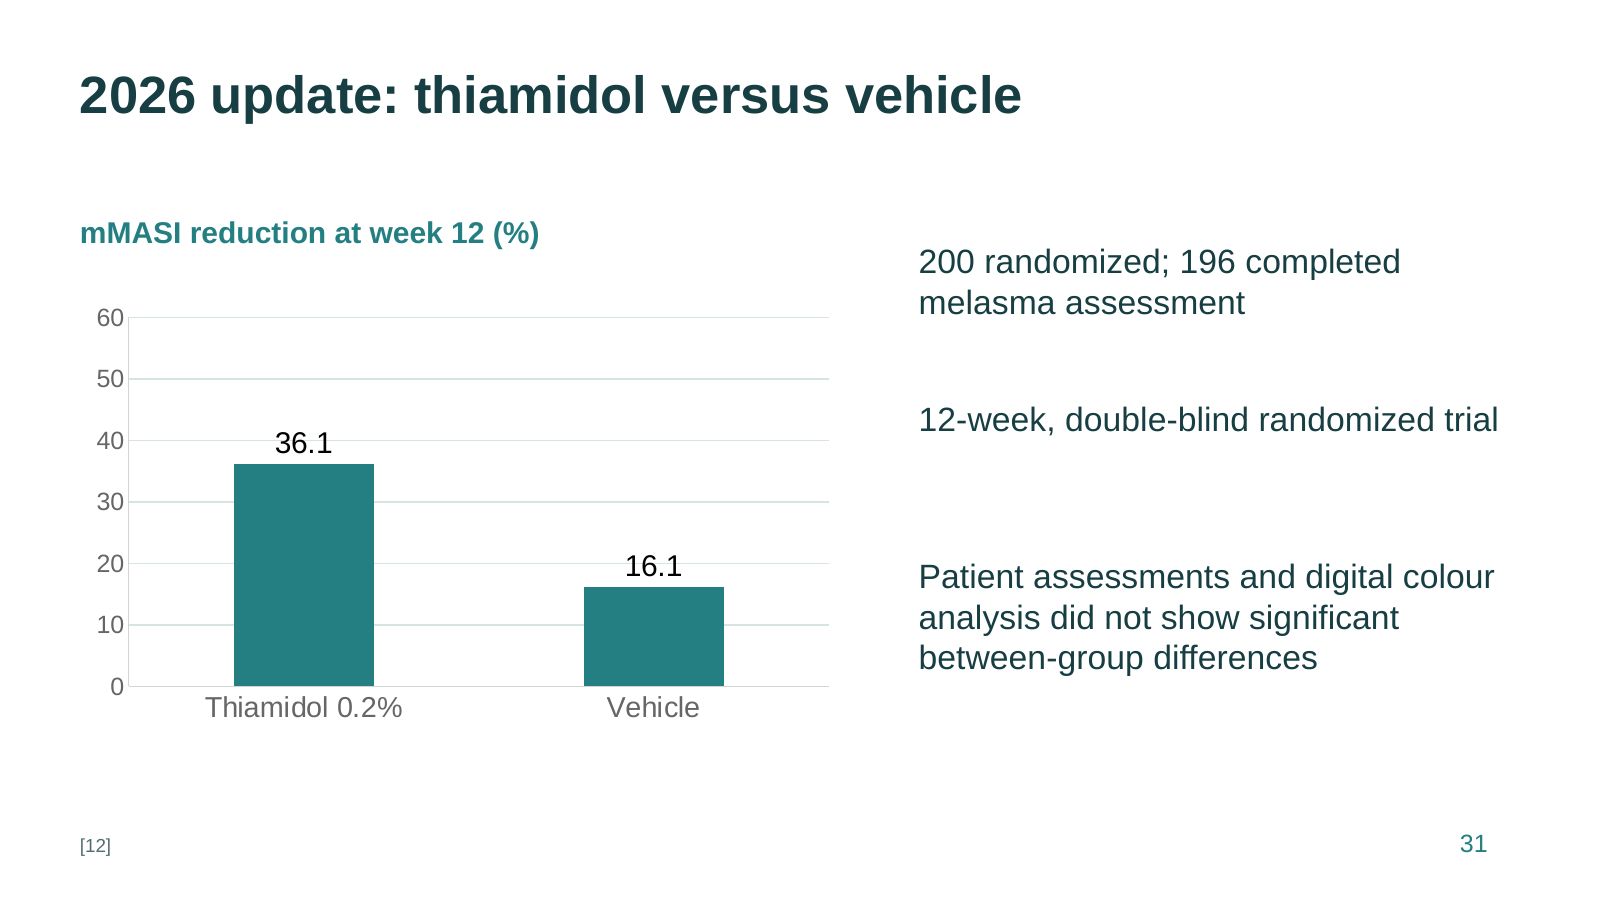 2026 update: thiamidol versus vehicle
mMASI reduction at week 12 (%)
60
50
40
30
20
10
0
36.1
16.1
Thiamidol 0.2%
Vehicle
200 randomized; 196 completed
melasma assessment
12-week, double-blind randomized trial
Patient assessments and digital colour
analysis did not show significant
between-group differences
[12]
31